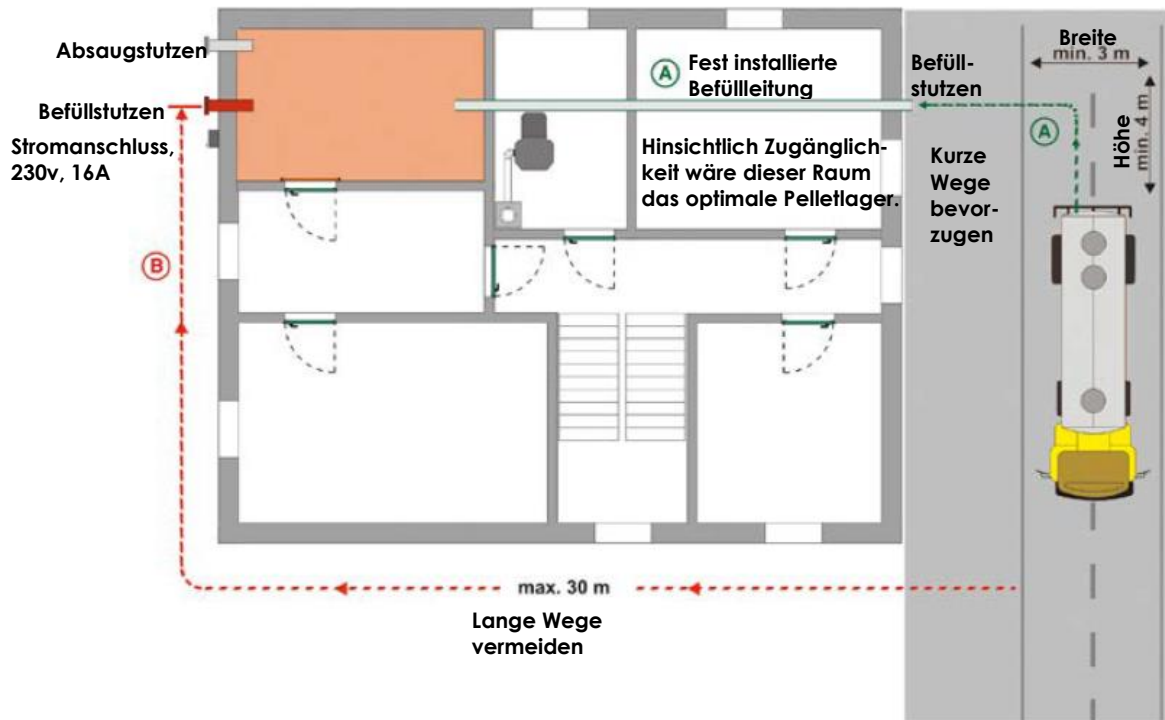 Absaugstutzen
Befüllstutzen
Stromanschluss,
230v, 16A
Ⓐ Fest installierte
Befüllleitung
Hinsichtlich Zugänglich-
keit wäre dieser Raum
das optimale Pelletlager.
Befüll-
stutzen
Breite
min. 3 m
Höhe
min. 4 m
Ⓐ
Kurze
Wege
bevor-
zugen
Ⓑ
max. 30 m
Lange Wege
vermeiden